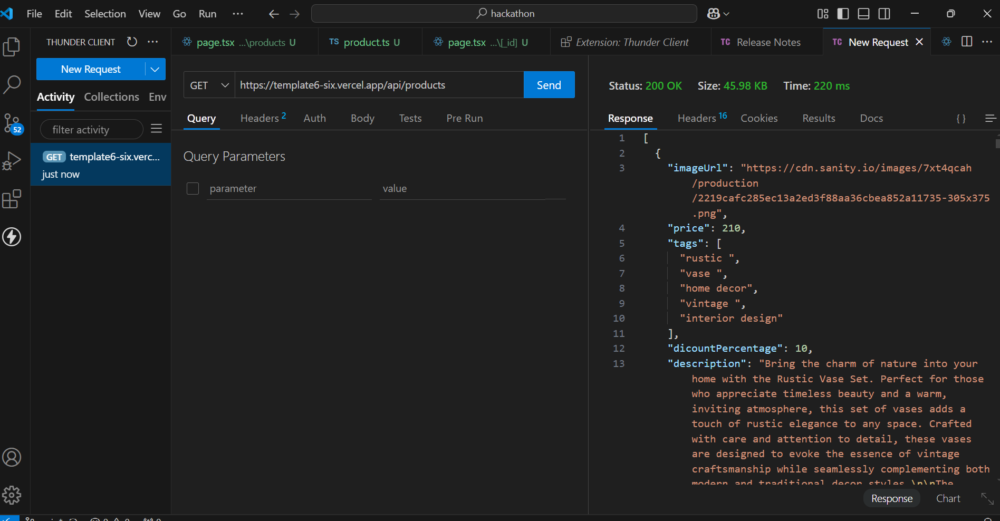 File Edit Selection View Go Run ··· hackathon
THUNDER CLIENT ···
page.tsx ...\products U
TS product.ts U
page.tsx ...\[_id] U
Extension: Thunder Client
TC Release Notes
TC New Request
···
New Request
Activity Collections Env
filter activity
52
GET template6-six.verc...
just now
GET https://template6-six.vercel.app/api/products Send
Query Headers 2 Auth Body Tests Pre Run
Query Parameters
parameter value
Status: 200 OK Size: 45.98 KB Time: 220 ms
Response Headers 16 Cookies Results Docs { }
1 [
2 {
3 "imageUrl": "https://cdn.sanity.io/images/7xt4qcah
/production
/2219cafc285ec13a2ed3f88aa36cbea852a11735-305x375
.png",
4 "price": 210,
5 "tags": [
6 "rustic ",
7 "vase ",
8 "home decor",
9 "vintage ",
10 "interior design"
11 ],
12 "dicountPercentage": 10,
13 "description": "Bring the charm of nature into your
home with the Rustic Vase Set. Perfect for those
who appreciate timeless beauty and a warm,
inviting atmosphere, this set of vases adds a
touch of rustic elegance to any space. Crafted
with care and attention to detail, these vases
are designed to evoke the essence of vintage
craftsmanship while seamlessly complementing both
modern and traditional decor styles.\n\nThe
Response Chart